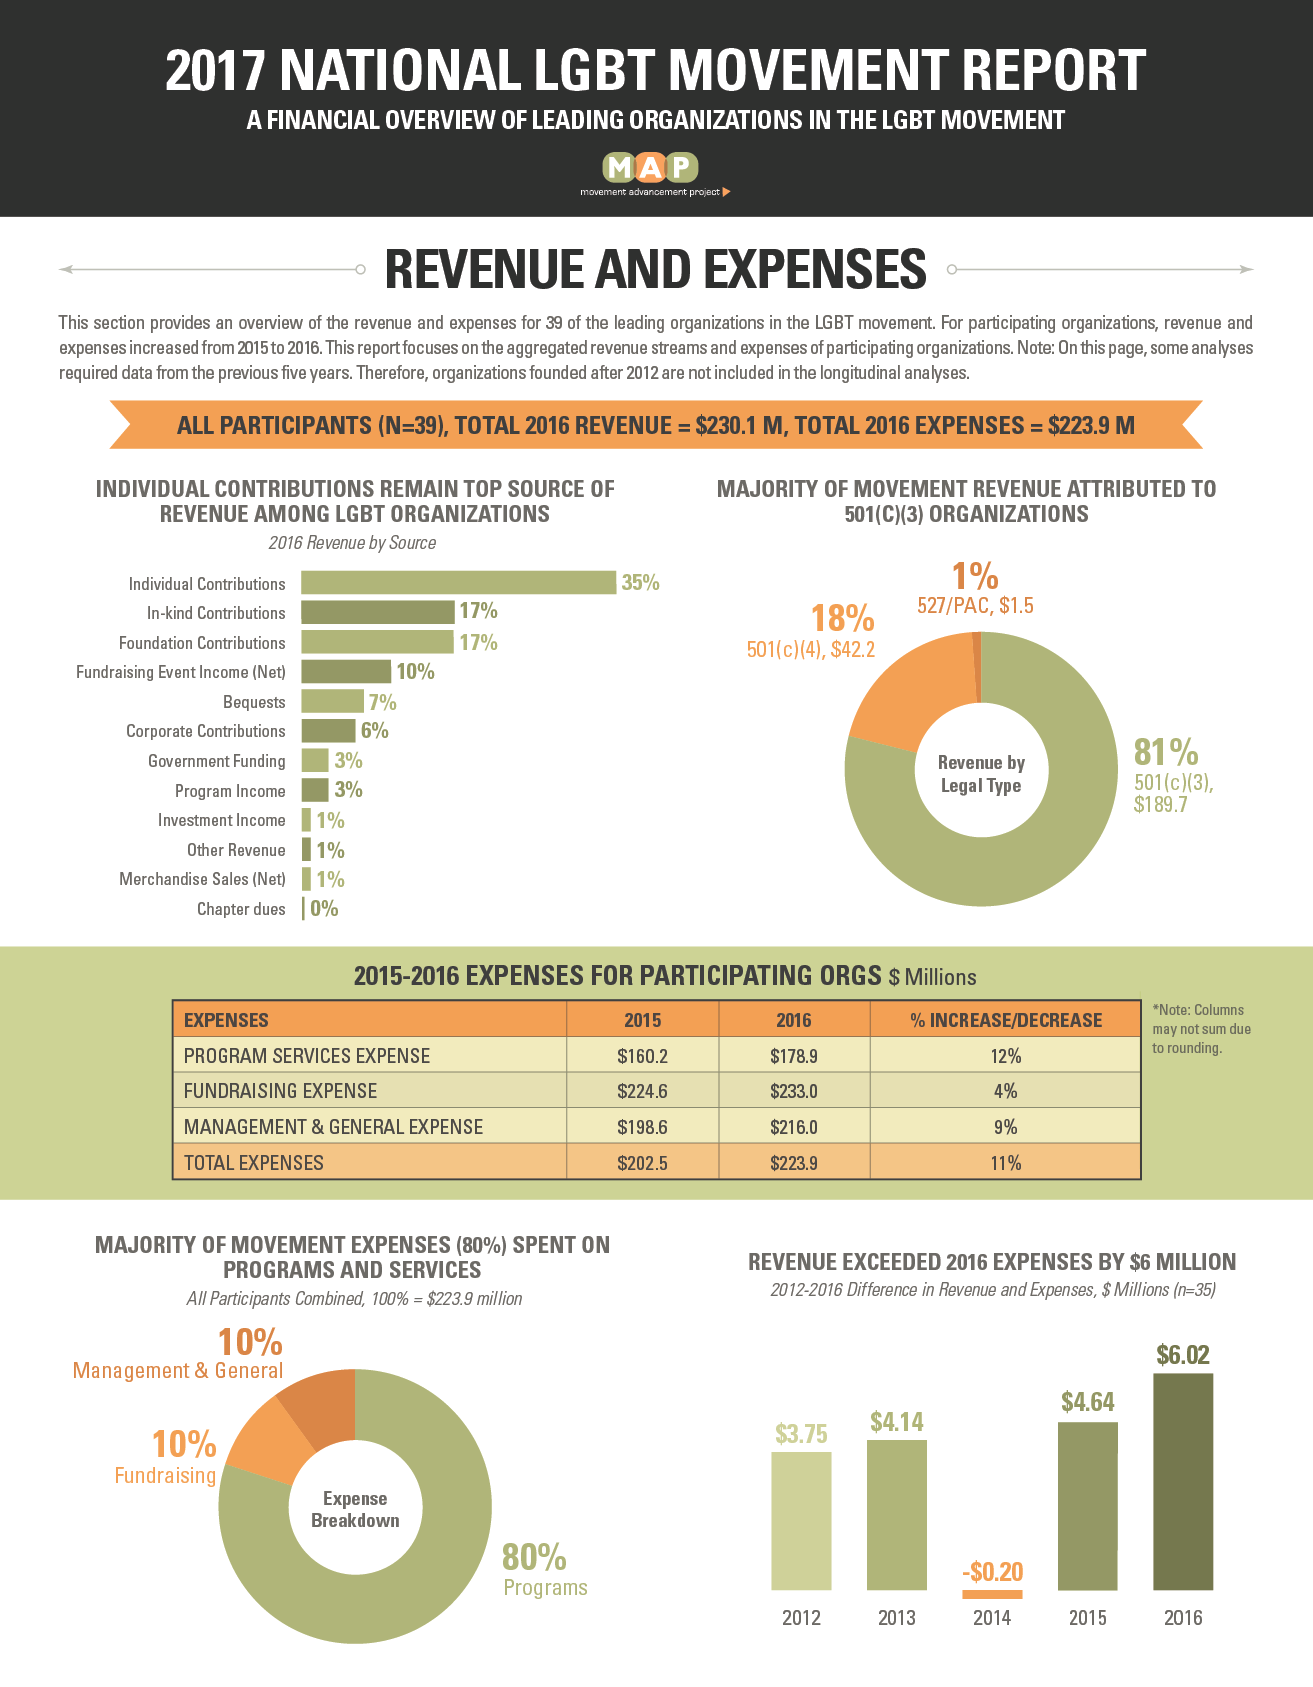 2017 NATIONAL LGBT MOVEMENT REPORT
A FINANCIAL OVERVIEW OF LEADING ORGANIZATIONS IN THE LGBT MOVEMENT
MAP
movement advancement project
REVENUE AND EXPENSES
This section provides an overview of the revenue and expenses for 39 of the leading organizations in the LGBT movement. For participating organizations, revenue and
expenses increased from 2015 to 2016. This report focuses on the aggregated revenue streams and expenses of participating organizations. Note: On this page, some analyses
required data from the previous five years. Therefore, organizations founded after 2012 are not included in the longitudinal analyses.
ALL PARTICIPANTS (N=39), TOTAL 2016 REVENUE = $230.1 M, TOTAL 2016 EXPENSES = $223.9 M
INDIVIDUAL CONTRIBUTIONS REMAIN TOP SOURCE OF
REVENUE AMONG LGBT ORGANIZATIONS
2016 Revenue by Source
Individual Contributions 35%
In-kind Contributions 17%
Foundation Contributions 17%
Fundraising Event Income (Net) 10%
Bequests 7%
Corporate Contributions 6%
Government Funding 3%
Program Income 3%
Investment Income 1%
Other Revenue 1%
Merchandise Sales (Net) 1%
Chapter dues 0%
MAJORITY OF MOVEMENT REVENUE ATTRIBUTED TO
501(C)(3) ORGANIZATIONS
1%
527/PAC, $1.5
18%
501(c)(4), $42.2
81%
501(c)(3),
$189.7
Revenue by
Legal Type
2015-2016 EXPENSES FOR PARTICIPATING ORGS $ Millions
EXPENSES 2015 2016 % INCREASE/DECREASE
PROGRAM SERVICES EXPENSE $160.2 $178.9 12%
FUNDRAISING EXPENSE $224.6 $233.0 4%
MANAGEMENT & GENERAL EXPENSE $198.6 $216.0 9%
TOTAL EXPENSES $202.5 $223.9 11%
*Note: Columns
may not sum due
to rounding.
MAJORITY OF MOVEMENT EXPENSES (80%) SPENT ON
PROGRAMS AND SERVICES
All Participants Combined, 100% = $223.9 million
10%
Management & General
10%
Fundraising
Expense
Breakdown
80%
Programs
REVENUE EXCEEDED 2016 EXPENSES BY $6 MILLION
2012-2016 Difference in Revenue and Expenses, $ Millions (n=35)
$3.75 $4.14 -$0.20 $4.64 $6.02
2012 2013 2014 2015 2016